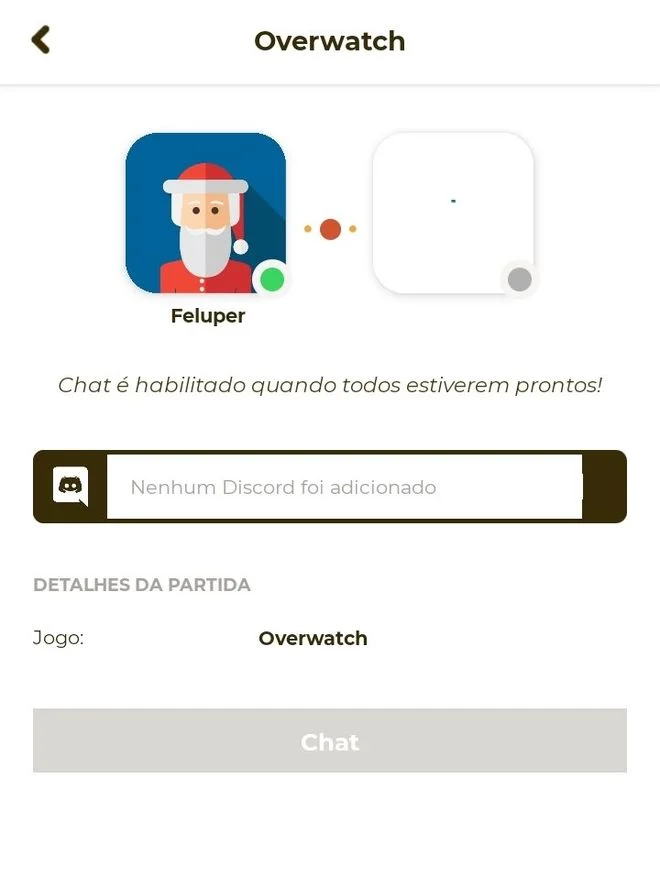 Overwatch
Feluper
Chat é habilitado quando todos estiverem prontos!
Nenhum Discord foi adicionado
DETALHES DA PARTIDA
Jogo: Overwatch
Chat